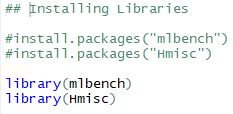 ## Installing Libraries
#install.packages("mlbench")
#install.packages("Hmisc")
library(mlbench)
library(Hmisc)